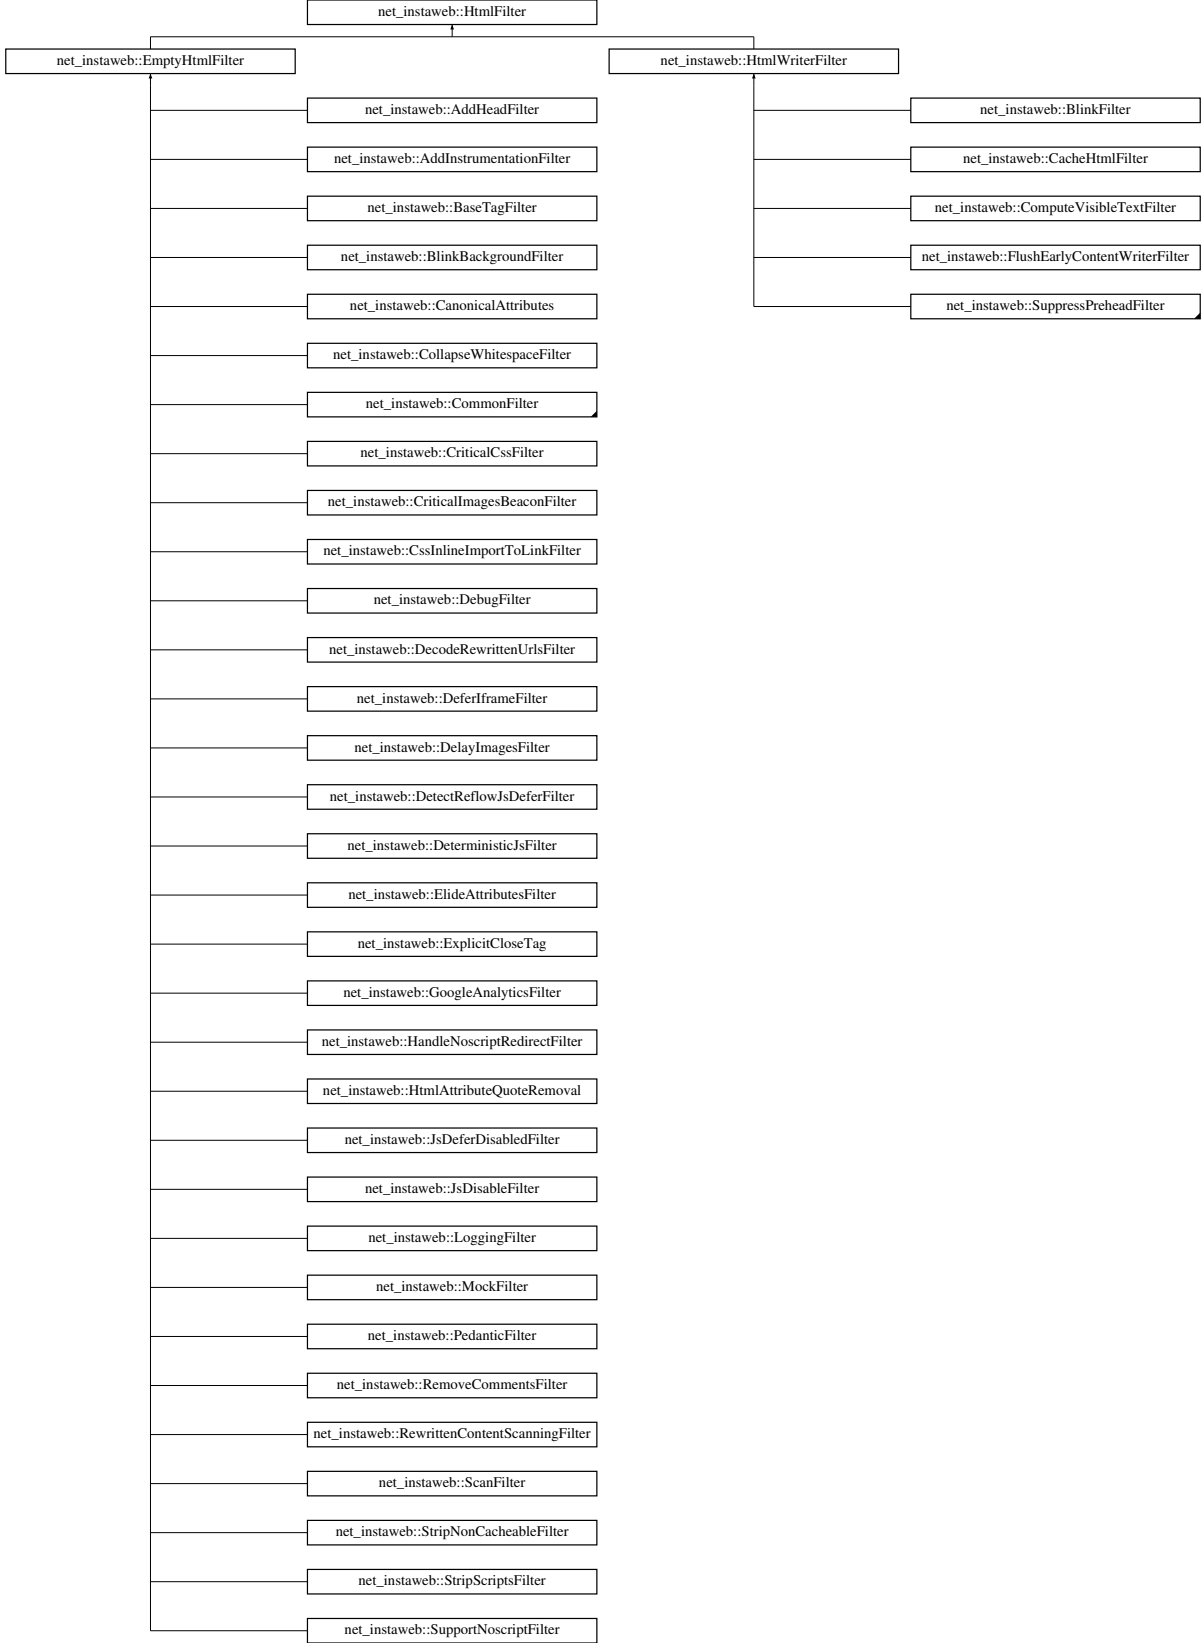 net_instaweb::HtmlFilter
net_instaweb::EmptyHtmlFilter
net_instaweb::HtmlWriterFilter
net_instaweb::AddHeadFilter
net_instaweb::BlinkFilter
net_instaweb::AddInstrumentationFilter
net_instaweb::CacheHtmlFilter
net_instaweb::BaseTagFilter
net_instaweb::ComputeVisibleTextFilter
net_instaweb::BlinkBackgroundFilter
net_instaweb::FlushEarlyContentWriterFilter
net_instaweb::CanonicalAttributes
net_instaweb::SuppressPreheadFilter
net_instaweb::CollapseWhitespaceFilter
net_instaweb::CommonFilter
net_instaweb::CriticalCssFilter
net_instaweb::CriticalImagesBeaconFilter
net_instaweb::CssInlineImportToLinkFilter
net_instaweb::DebugFilter
net_instaweb::DecodeRewrittenUrlsFilter
net_instaweb::DeferIframeFilter
net_instaweb::DelayImagesFilter
net_instaweb::DetectReflowJsDeferFilter
net_instaweb::DeterministicJsFilter
net_instaweb::ElideAttributesFilter
net_instaweb::ExplicitCloseTag
net_instaweb::GoogleAnalyticsFilter
net_instaweb::HandleNoscriptRedirectFilter
net_instaweb::HtmlAttributeQuoteRemoval
net_instaweb::JsDeferDisabledFilter
net_instaweb::JsDisableFilter
net_instaweb::LoggingFilter
net_instaweb::MockFilter
net_instaweb::PedanticFilter
net_instaweb::RemoveCommentsFilter
net_instaweb::RewrittenContentScanningFilter
net_instaweb::ScanFilter
net_instaweb::StripNonCacheableFilter
net_instaweb::StripScriptsFilter
net_instaweb::SupportNoscriptFilter